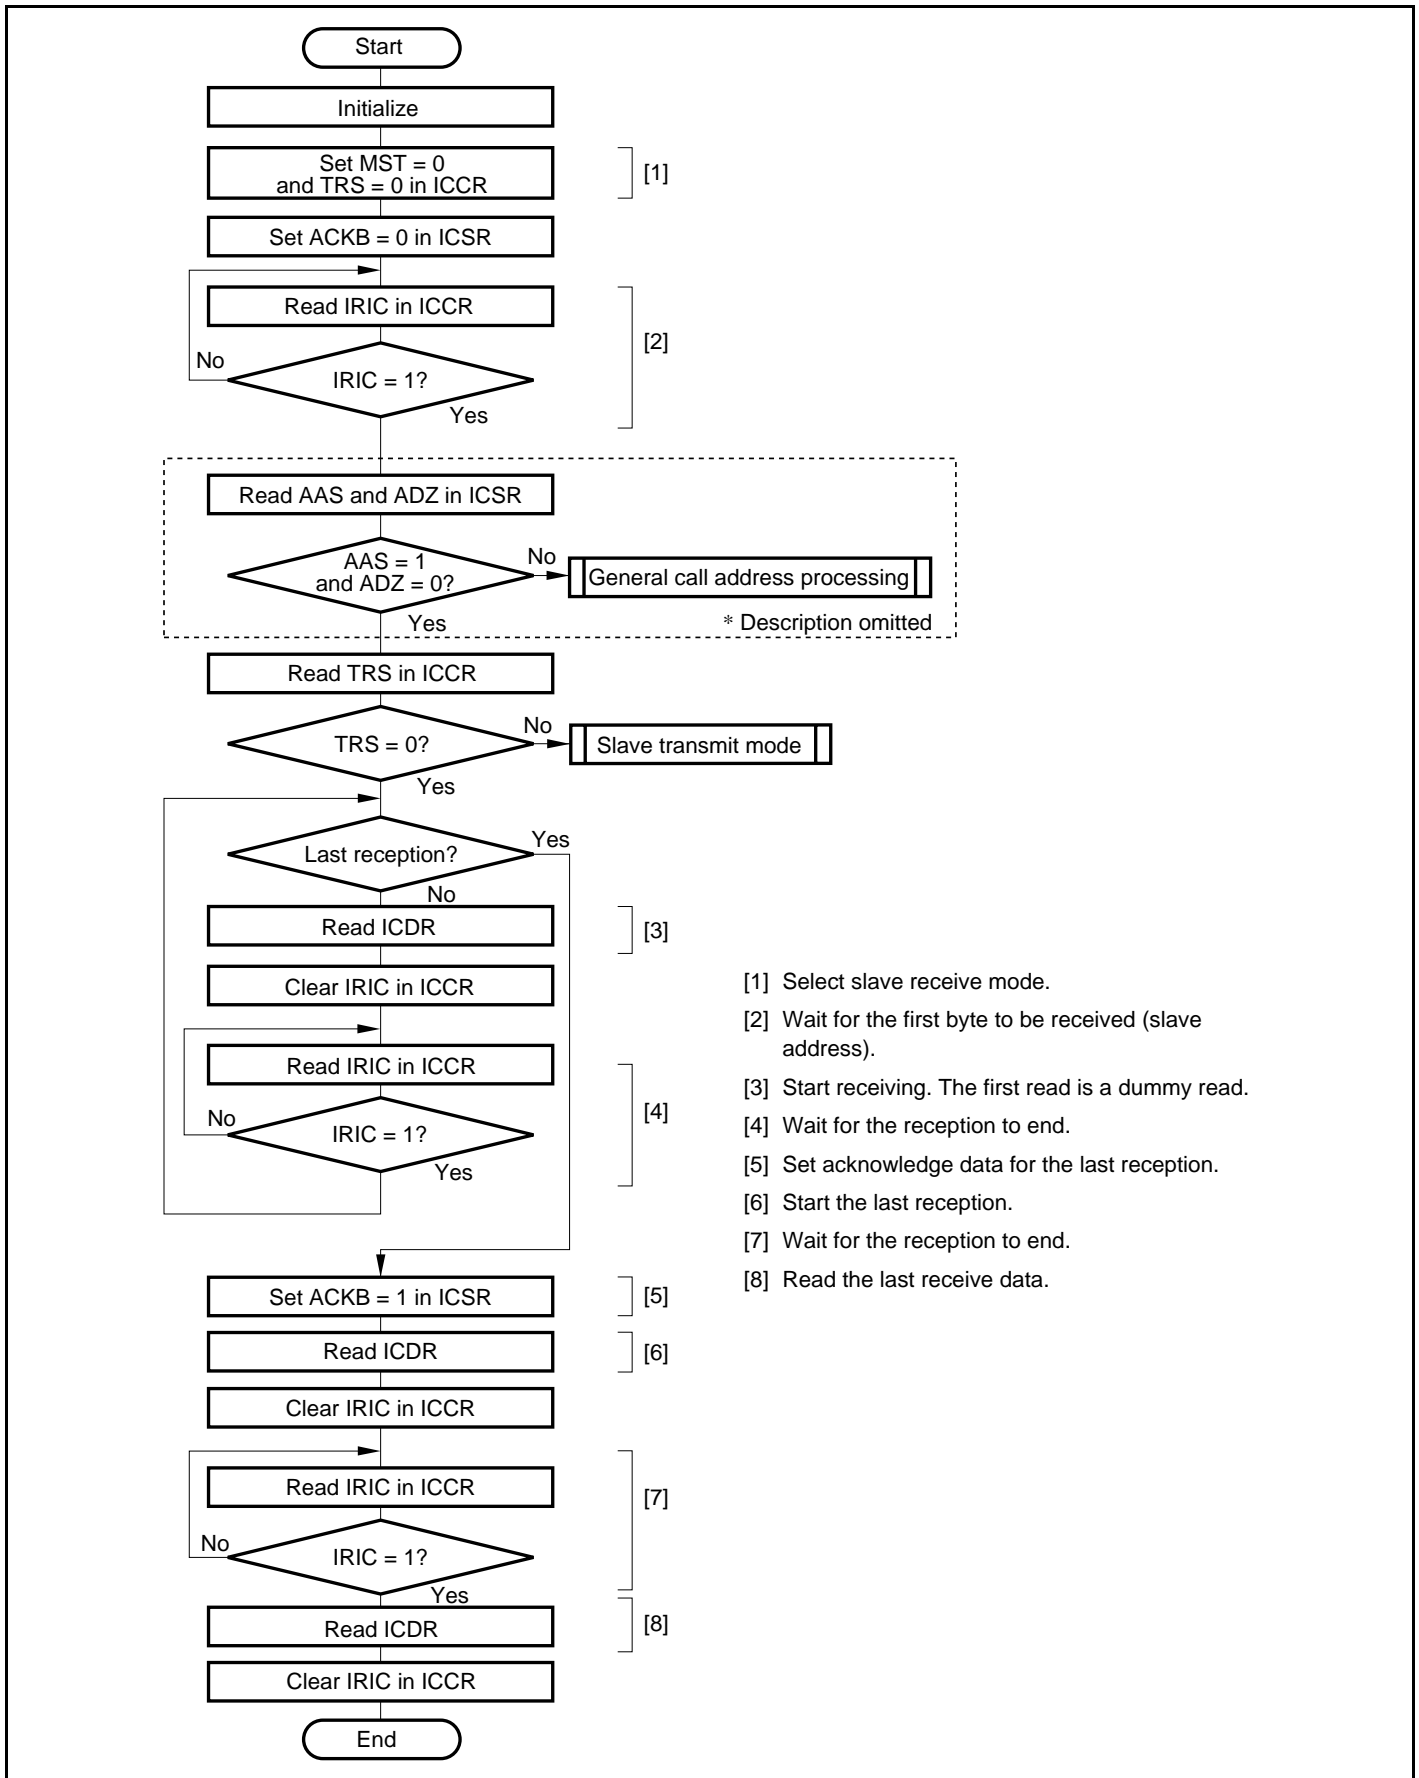 Start
Initialize
Set MST = 0
and TRS = 0 in ICCR
[1]
Set ACKB = 0 in ICSR
Read IRIC in ICCR
[2]
No
IRIC = 1?
Yes
Read AAS and ADZ in ICSR
AAS = 1
and ADZ = 0?
No
General call address processing
Yes
* Description omitted
Read TRS in ICCR
TRS = 0?
No
Slave transmit mode
Yes
Last reception?
Yes
No
Read ICDR
[3]
Clear IRIC in ICCR
Read IRIC in ICCR
[4]
No
IRIC = 1?
Yes
[1] Select slave receive mode.
[2] Wait for the first byte to be received (slave
address).
[3] Start receiving. The first read is a dummy read.
[4] Wait for the reception to end.
[5] Set acknowledge data for the last reception.
[6] Start the last reception.
[7] Wait for the reception to end.
[8] Read the last receive data.
Set ACKB = 1 in ICSR
[5]
Read ICDR
[6]
Clear IRIC in ICCR
Read IRIC in ICCR
[7]
No
IRIC = 1?
Yes
Read ICDR
[8]
Clear IRIC in ICCR
End